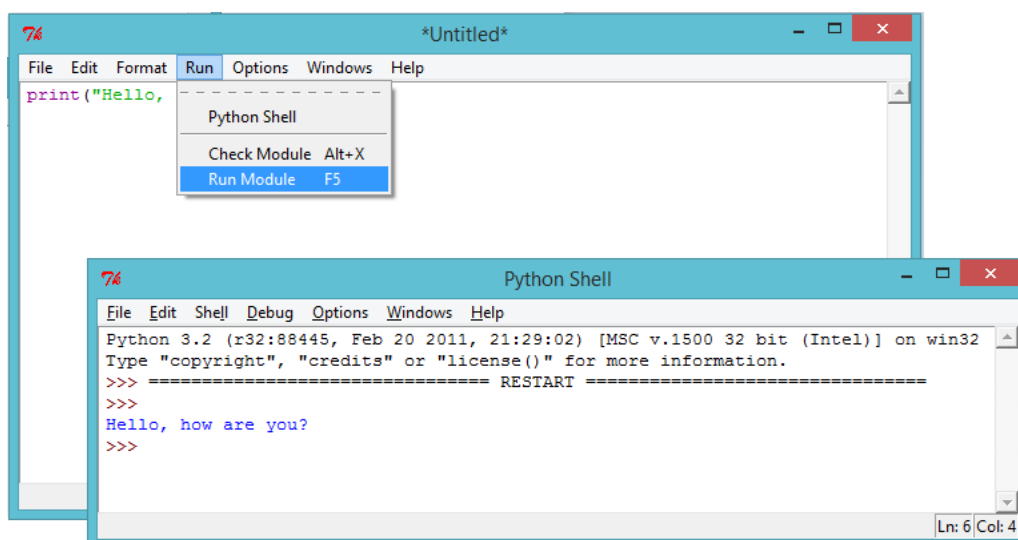 *Untitled*
File Edit Format Run Options Windows Help
print("Hello,
Python Shell
Check Module Alt+X
Run Module F5
Python Shell
File Edit Shell Debug Options Windows Help
Python 3.2 (r32:88445, Feb 20 2011, 21:29:02) [MSC v.1500 32 bit (Intel)] on win32
Type "copyright", "credits" or "license()" for more information.
>>> ================================ RESTART ================================
>>>
Hello, how are you?
>>>
Ln: 6 Col: 4